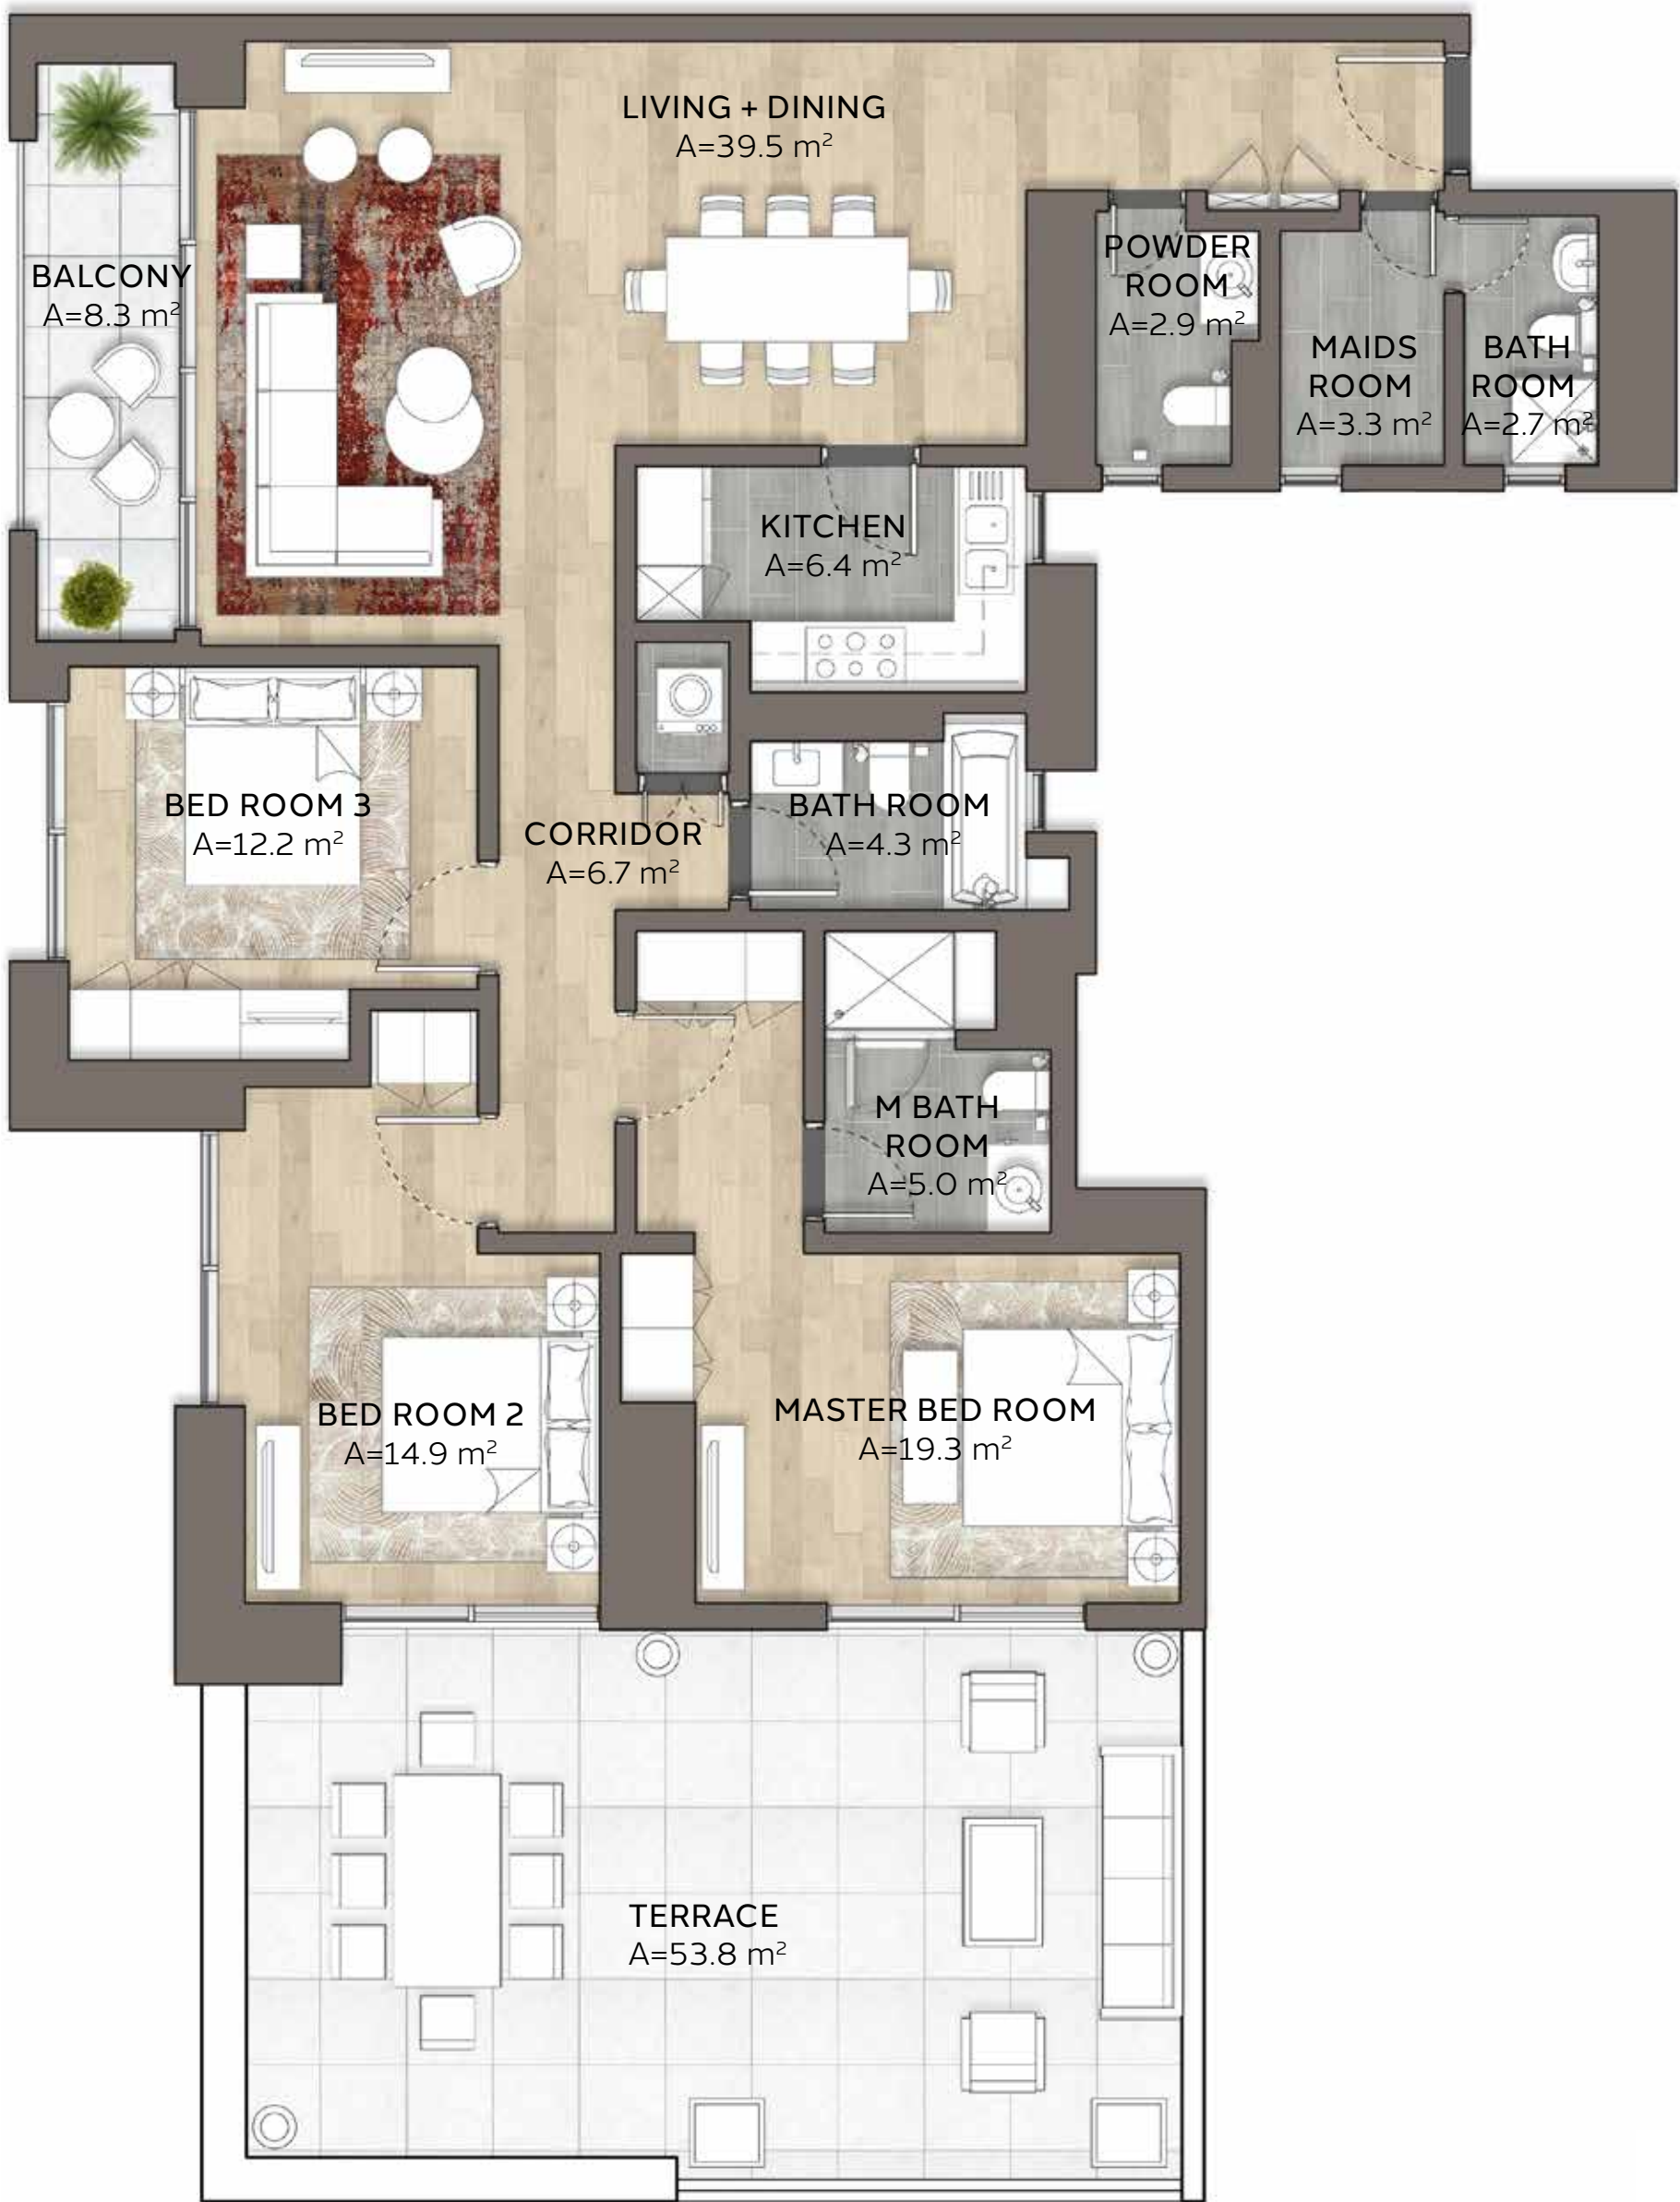 LIVING + DINING
A=39.5 m²
BALCONY
A=8.3 m²
POWDER
ROOM
A=2.9 m²
MAIDS
ROOM
A=3.3 m²
BATH
ROOM
A=2.7 m²
KITCHEN
A=6.4 m²
BED ROOM 3
A=12.2 m²
CORRIDOR
A=6.7 m²
BATH ROOM
A=4.3 m²
M BATH
ROOM
A=5.0 m²
BED ROOM 2
A=14.9 m²
MASTER BED ROOM
A=19.3 m²
TERRACE
A=53.8 m²